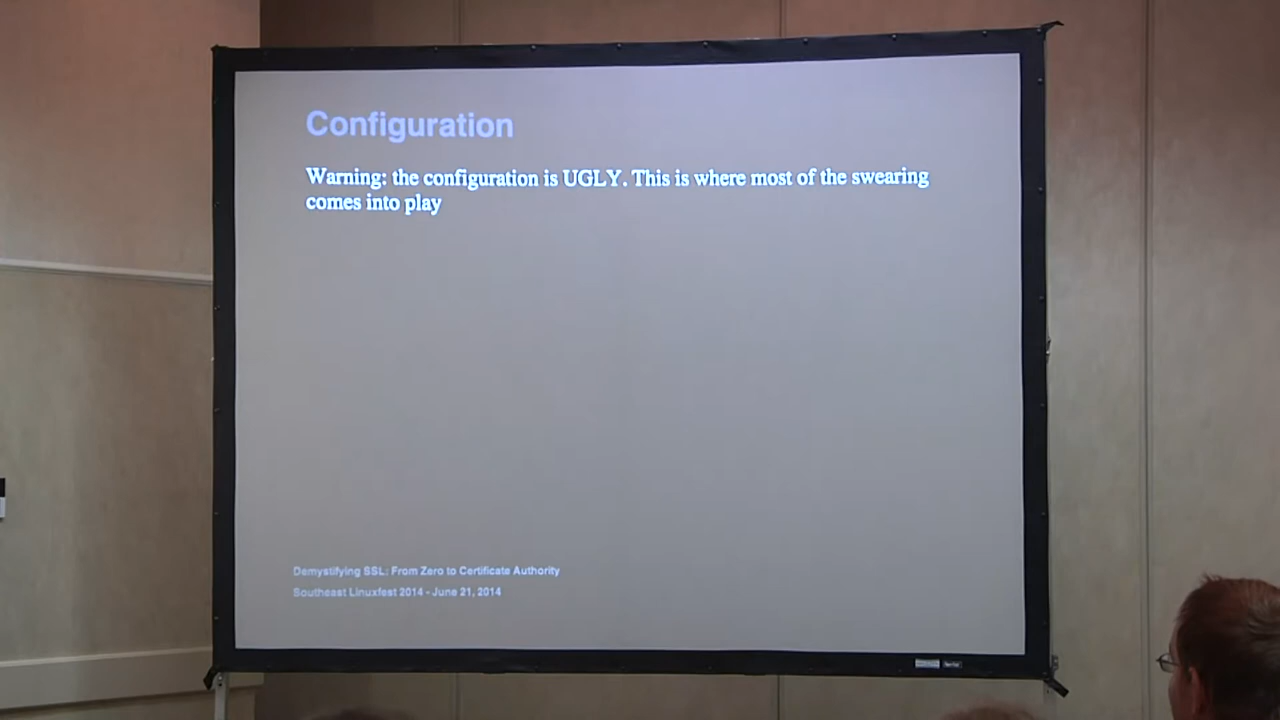 Configuration
Warning: the configuration is UGLY. This is where most of the swearing
comes into play
Demystifying SSL: From Zero to Certificate Authority
Southeast Linuxfest 2014 - June 21, 2014